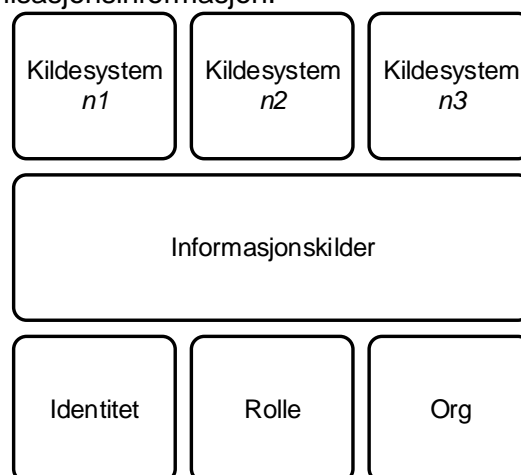 Kildesystem Kildesystem Kildesystem
n1 n2 n3
Informasjonskilder
Identitet Rolle Org